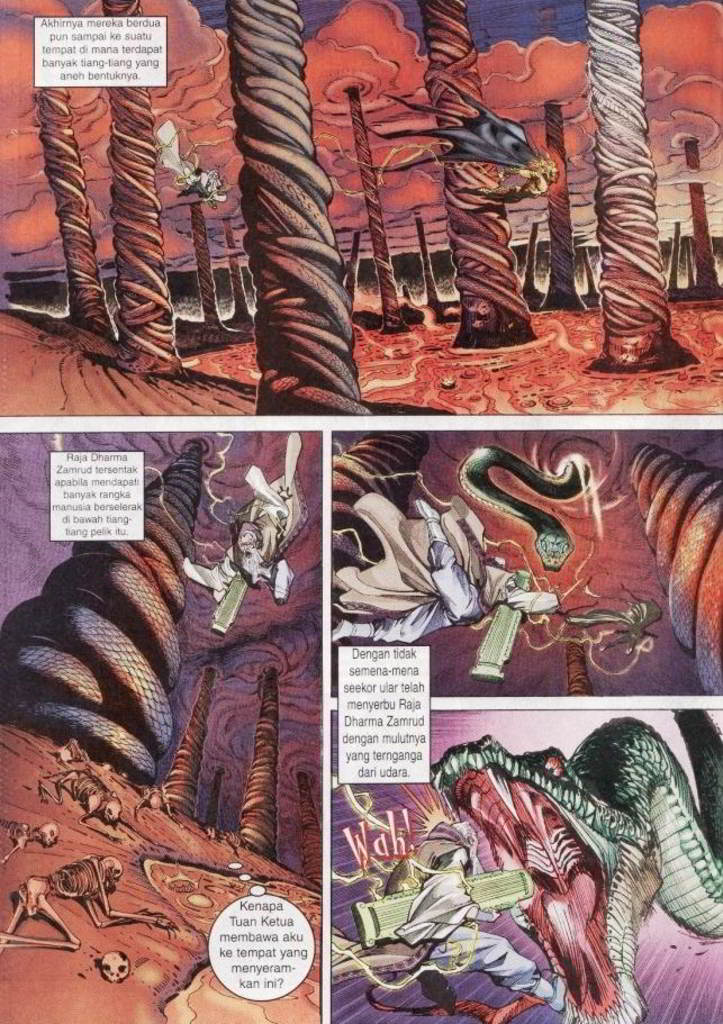 Akhirnya mereka berdua
pun sampai ke suatu
tempat di mana terdapat
banyak tiang-tiang yang
aneh bentuknya.
Raja Dharma
Zamrud tersentak
apabila mendapati
banyak rangka
manusia berselerak
di bawah tiang-
tiang pelik itu.
Kenapa
Tuan Ketua
membawa aku
ke tempat yang
menyeram-
kan ini?
Dengan tidak
semena-mena
seekor ular telah
menyerbu Raja
Dharma Zamrud
dengan mulutnya
yang ternganga
dari udara.
Wah!